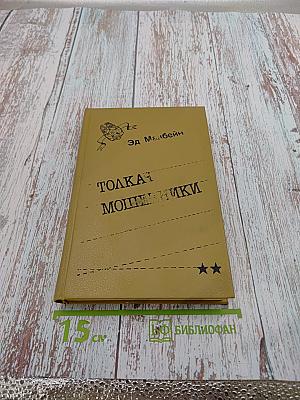 Эд Макбейн
ТОЛКАЧ
МОШЕННИКИ
★★
15 см
БИБЛИОФАН